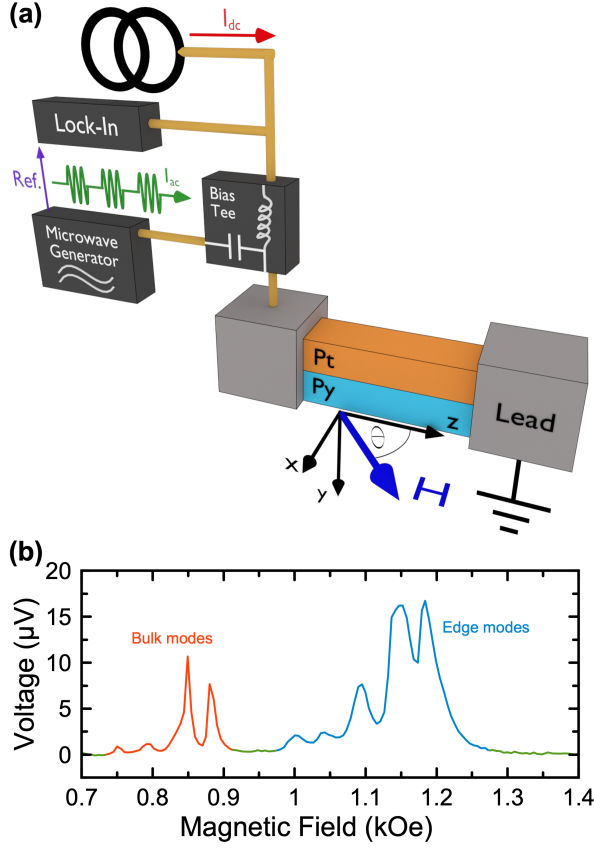 (a)
I_dc
Lock-In
Ref.
I_ac
Bias
Tee
Microwave
Generator
Pt
Py
Lead
z
θ
x
y
H
(b)
20
15
10
5
0
Voltage (µV)
Bulk modes
Edge modes
0.7 0.8 0.9 1 1.1 1.2 1.3 1.4
Magnetic Field (kOe)